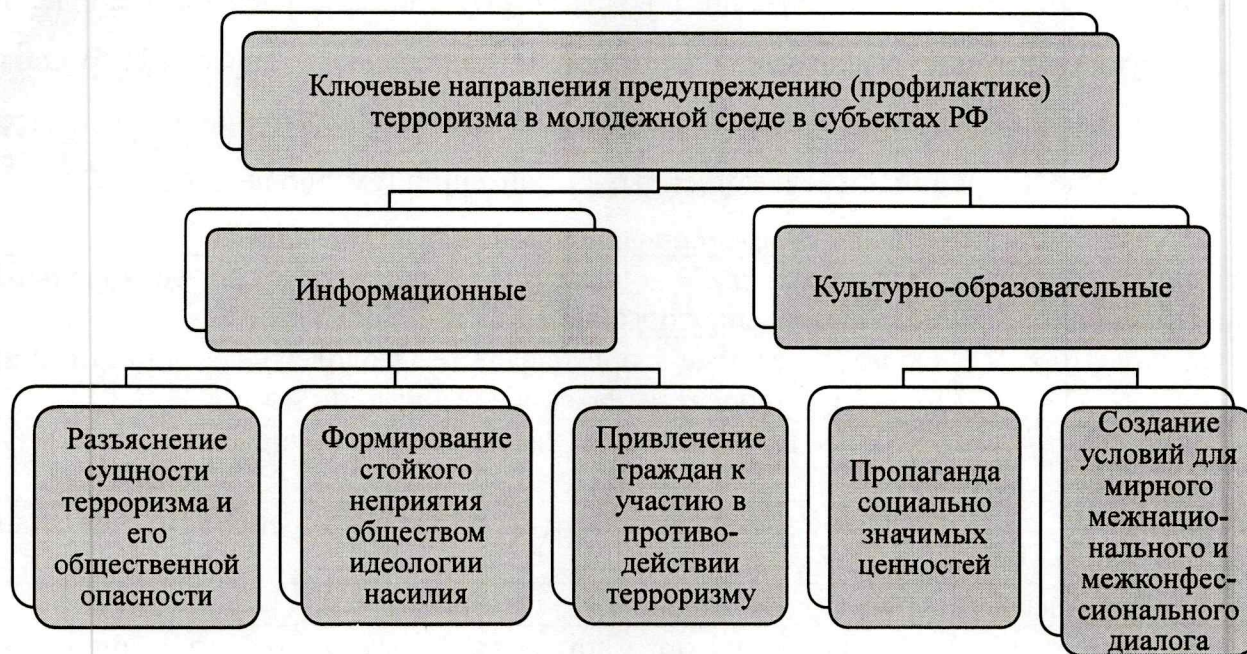 Ключевые направления предупреждению (профилактике)
терроризма в молодежной среде в субъектах РФ
Информационные
Культурно-образовательные
Разъяснение
сущности
терроризма и
его
общественной
опасности
Формирование
стойкого
неприятия
обществом
идеологии
насилия
Привлечение
граждан к
участию в
противо-
действии
терроризму
Пропаганда
социально
значимых
ценностей
Создание
условий для
мирного
межнацио-
нального и
межконфес-
сионального
диалога